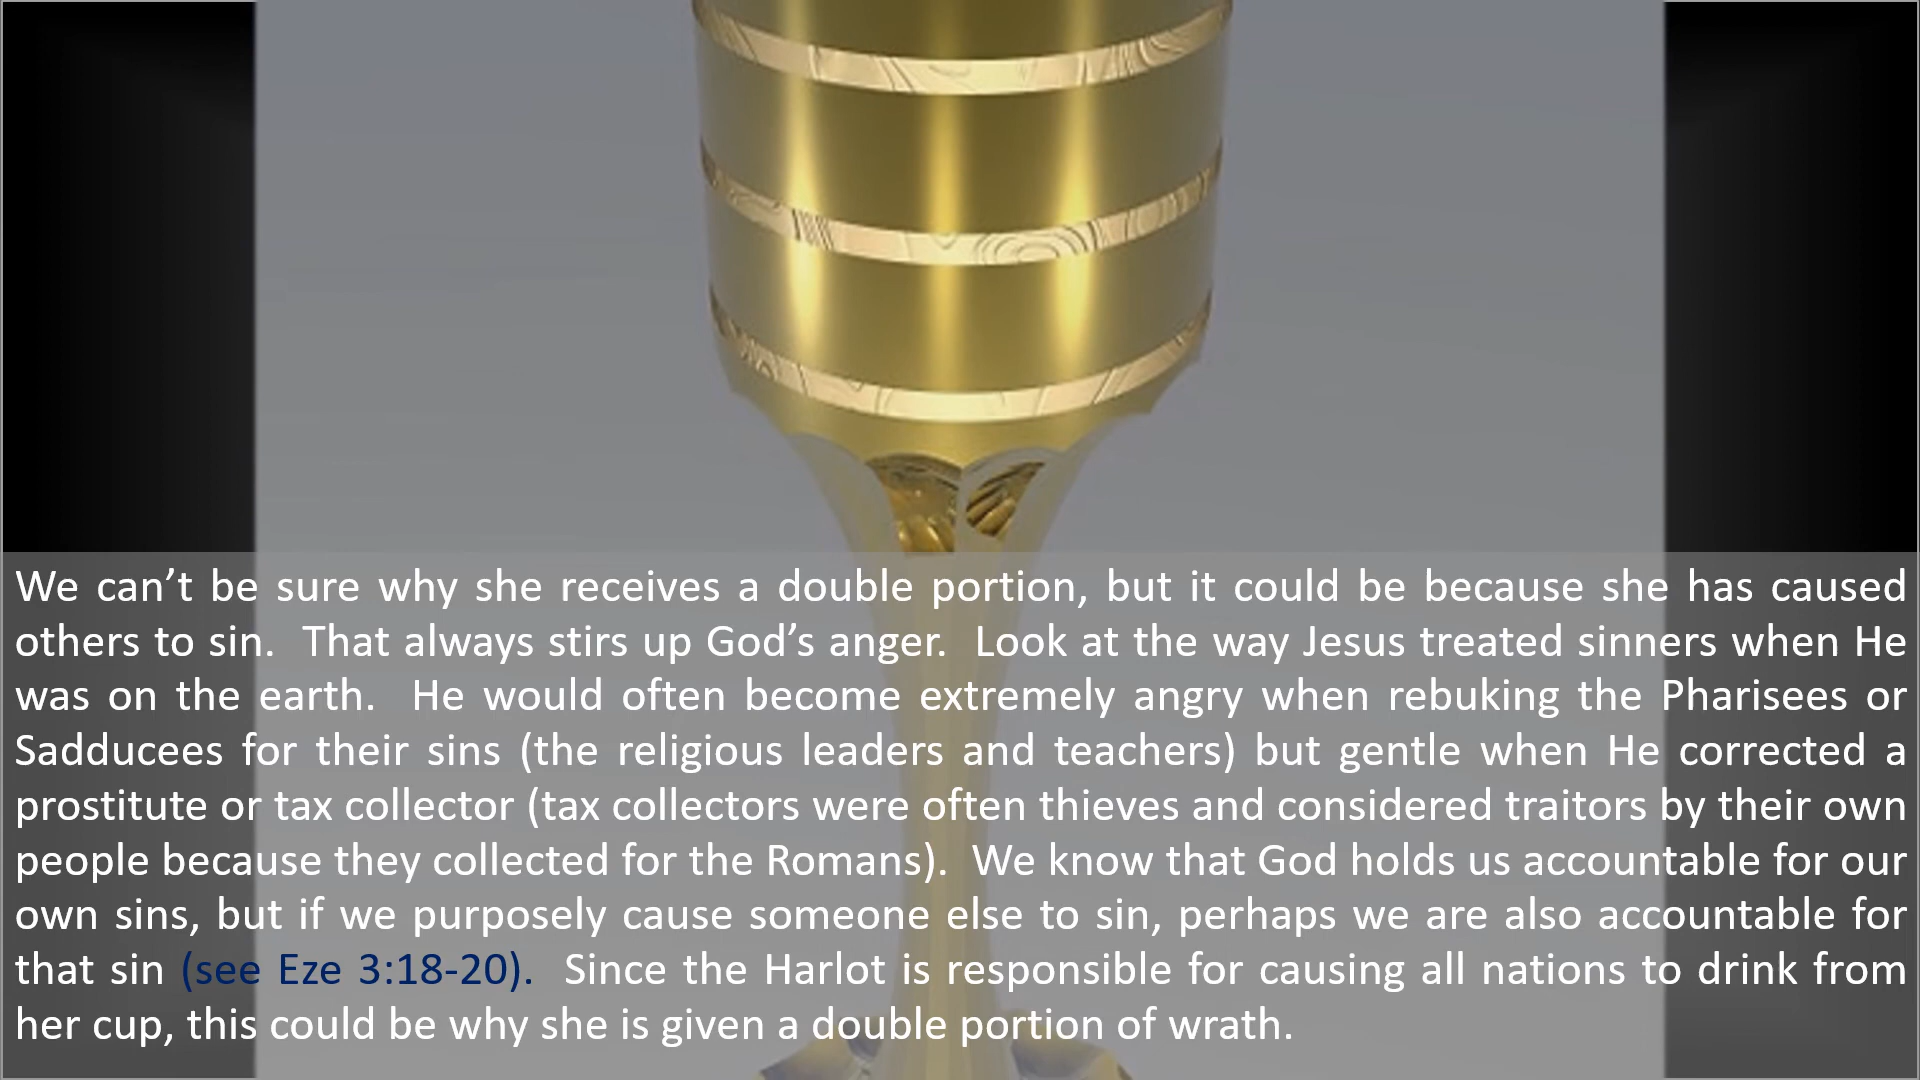 We can’t be sure why she receives a double portion, but it could be because she has caused
others to sin.  That always stirs up God’s anger.  Look at the way Jesus treated sinners when He
was on the earth.  He would often become extremely angry when rebuking the Pharisees or
Sadducees for their sins (the religious leaders and teachers) but gentle when He corrected a
prostitute or tax collector (tax collectors were often thieves and considered traitors by their own
people because they collected for the Romans).  We know that God holds us accountable for our
own sins, but if we purposely cause someone else to sin, perhaps we are also accountable for
that sin (see Eze 3:18-20).  Since the Harlot is responsible for causing all nations to drink from
her cup, this could be why she is given a double portion of wrath.